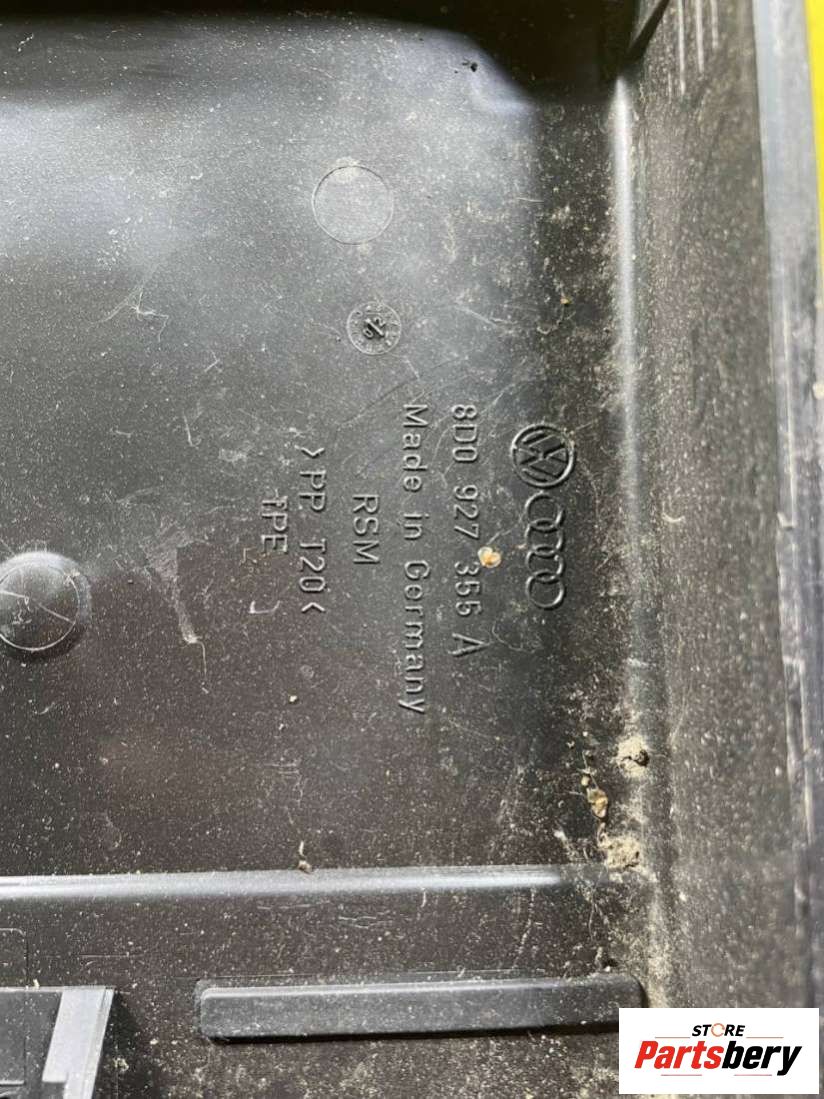 8D0 927 355 A
Made in Germany
RSM
>PP T20<
TPE
STORE
Partsbery